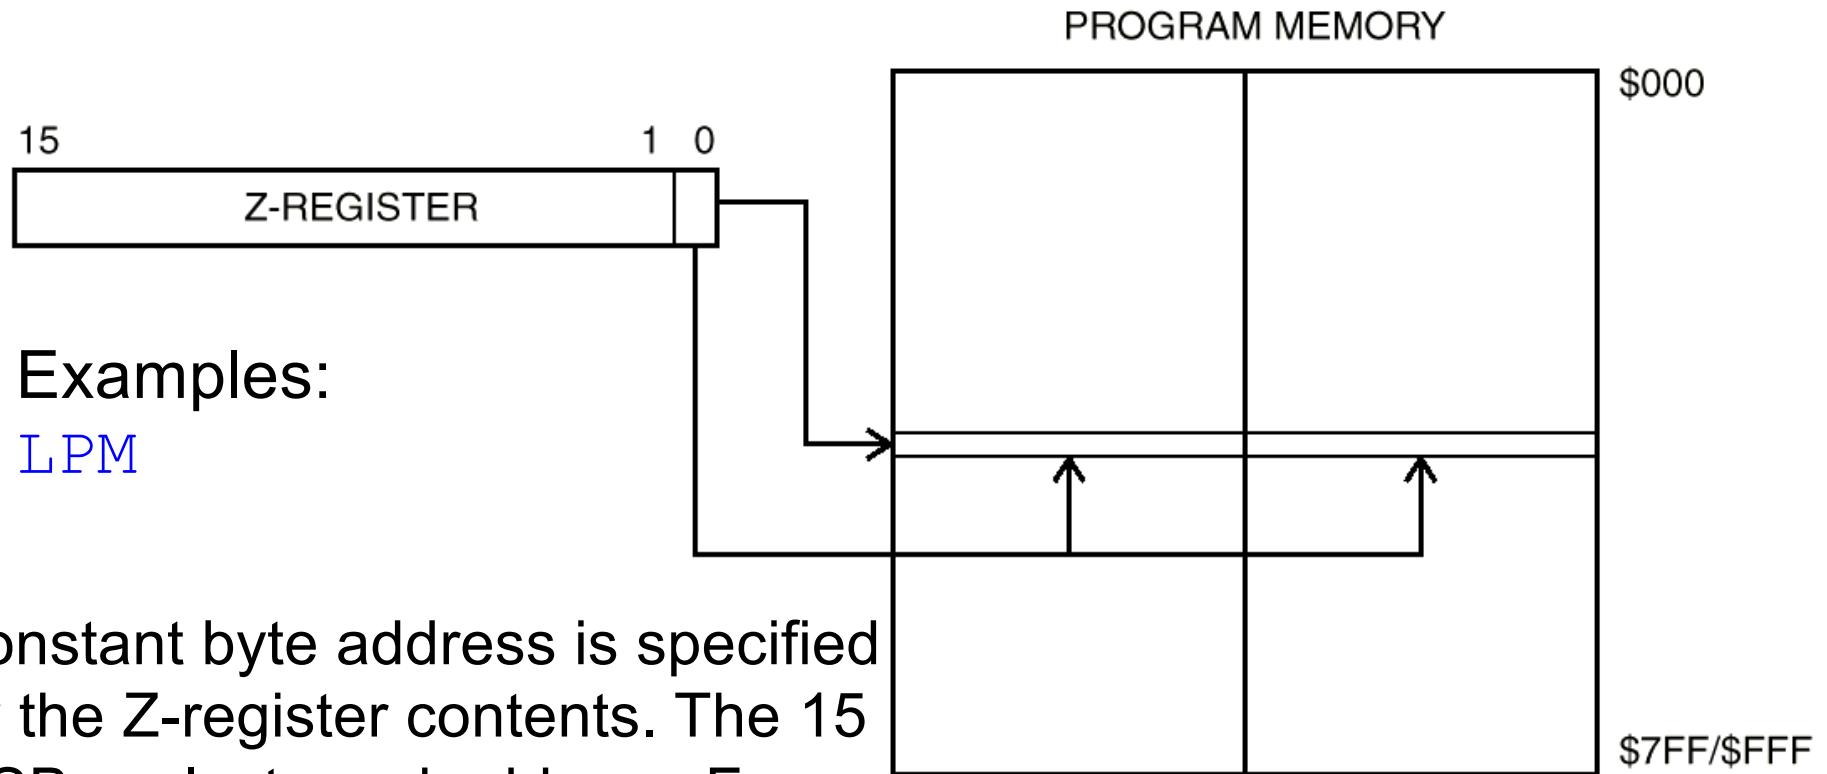 PROGRAM MEMORY
$000
15 1 0
Z-REGISTER
Examples:
LPM
onstant byte address is specified
the Z-register contents. The 15
$7FF/$FFF